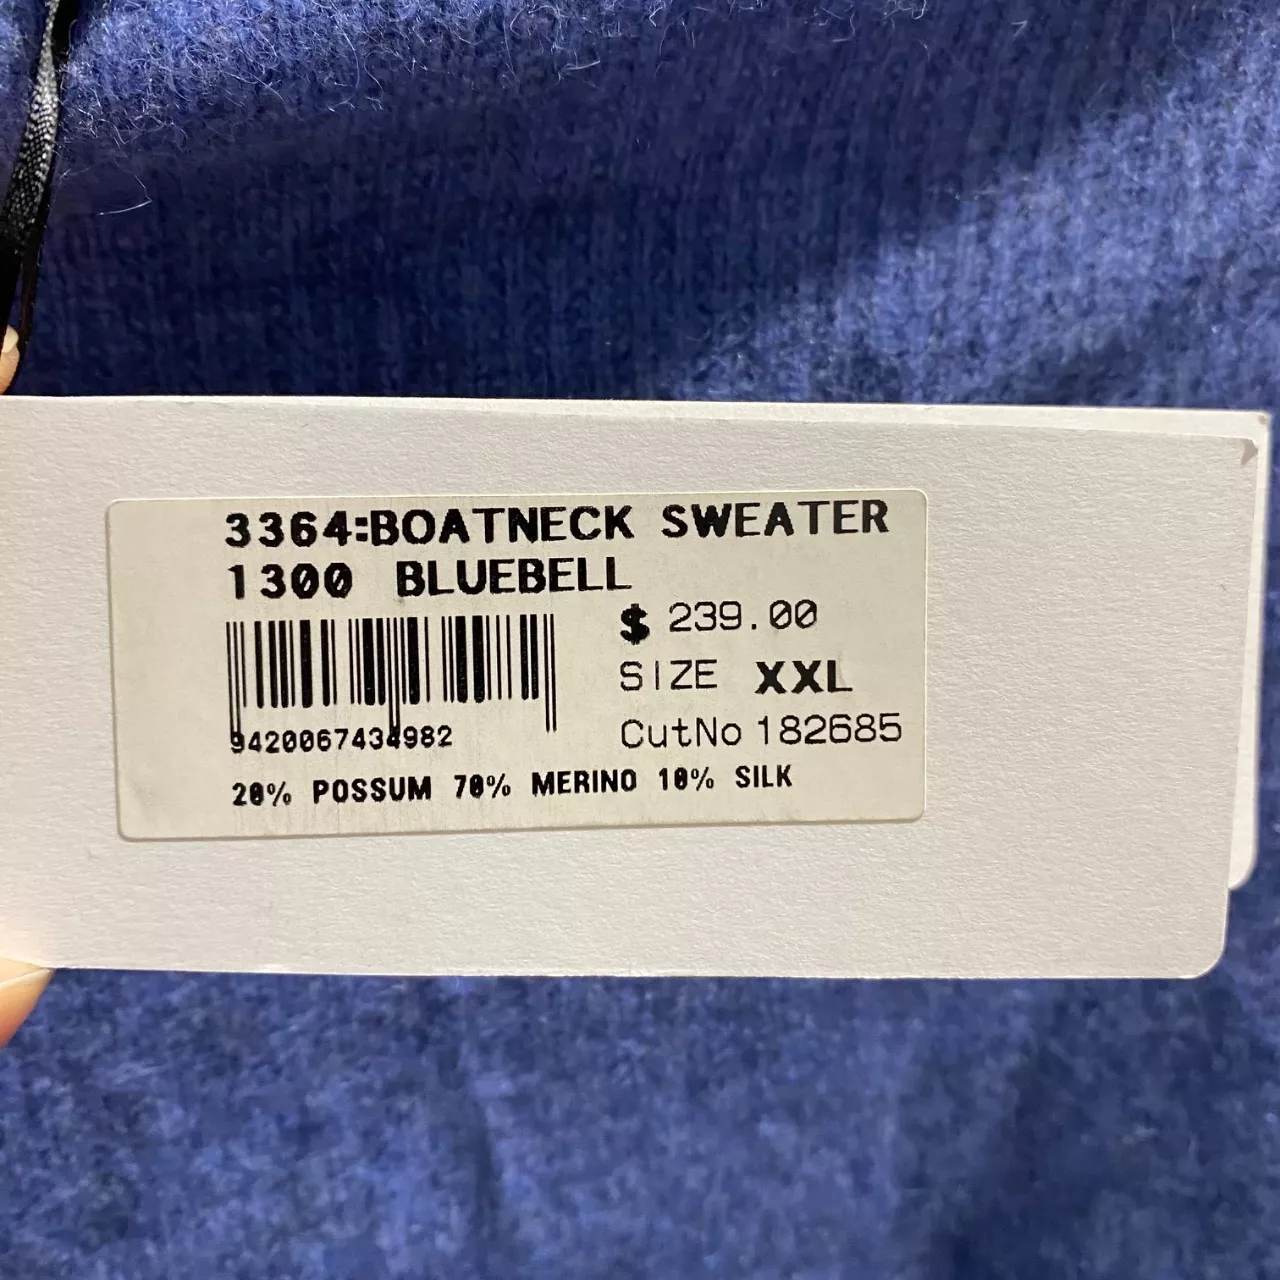 3364:BOATNECK SWEATER
1300 BLUEBELL
$ 239.00
SIZE XXL
CutNo 182685
9420067434982
20% POSSUM 70% MERINO 10% SILK